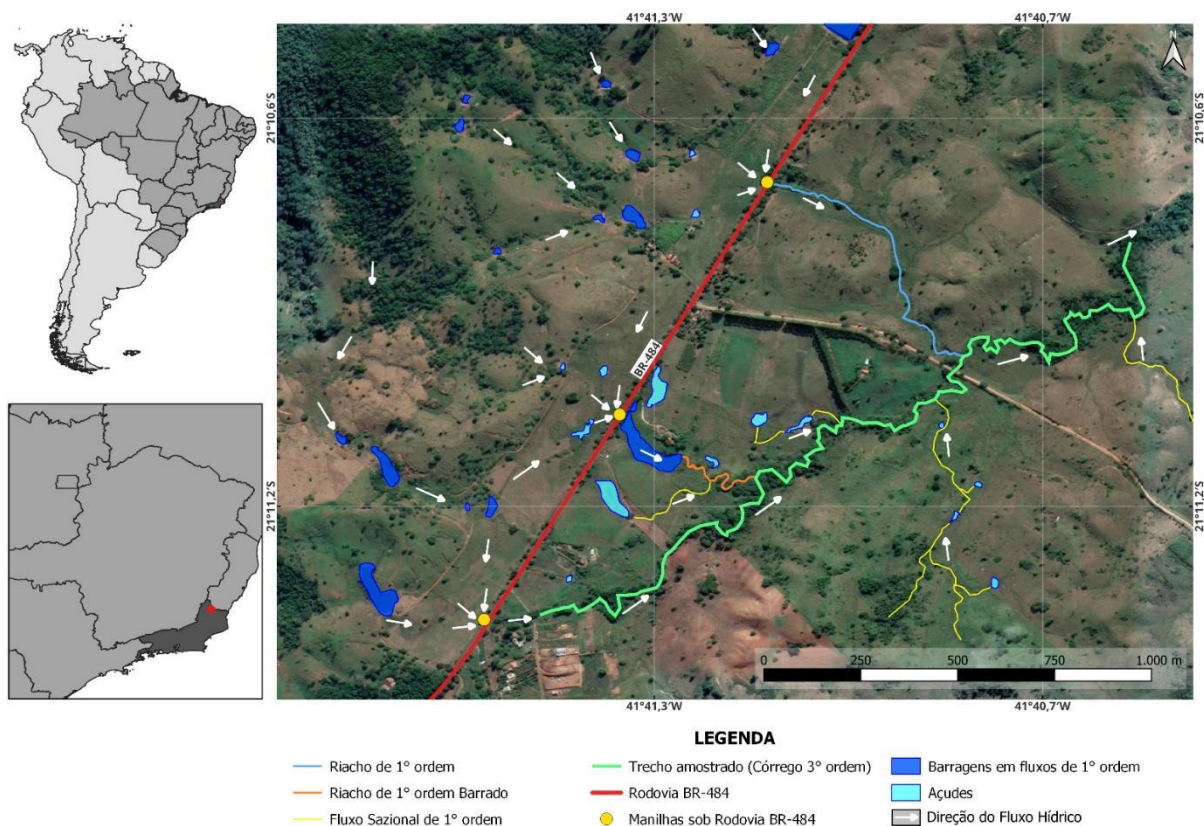 41°41,3'W
41°40,7'W
N
21°10,6'S
21°10,6'S
BR-484
21°11,2'S
21°11,2'S
0
250
500
750
1.000 m
41°41,3'W
41°40,7'W
LEGENDA
Riacho de 1° ordem
Trecho amostrado (Córrego 3° ordem)
Barragens em fluxos de 1° ordem
Riacho de 1° ordem Barrado
Rodovia BR-484
Açudes
Fluxo Sazional de 1° ordem
Manilhas sob Rodovia BR-484
Direção do Fluxo Hídrico